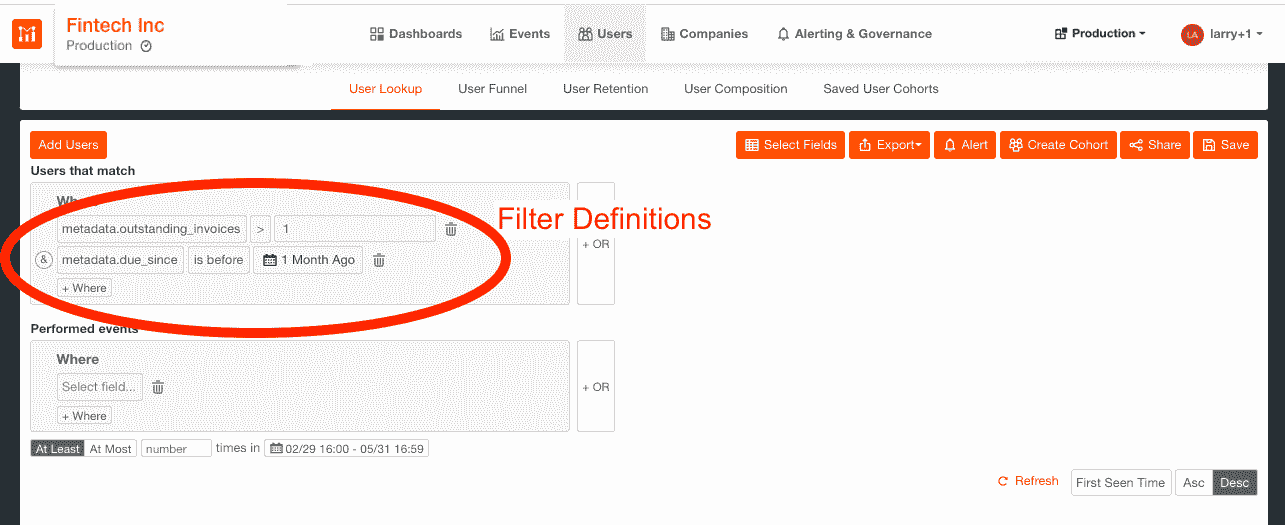 Fintech Inc
Production
Dashboards Events Users Companies Alerting & Governance Production larry+1
LA
User Lookup User Funnel User Retention User Composition Saved User Cohorts
Add Users Select Fields Export Alert Create Cohort Share Save
Users that match
Where
metadata.outstanding_invoices > 1
Filter Definitions
+ OR
& metadata.due_since is before 1 Month Ago
+ Where
Performed events
Where
Select field...
+ OR
+ Where
At Least At Most number times in 02/29 16:00 - 05/31 16:59
Refresh First Seen Time Asc Desc